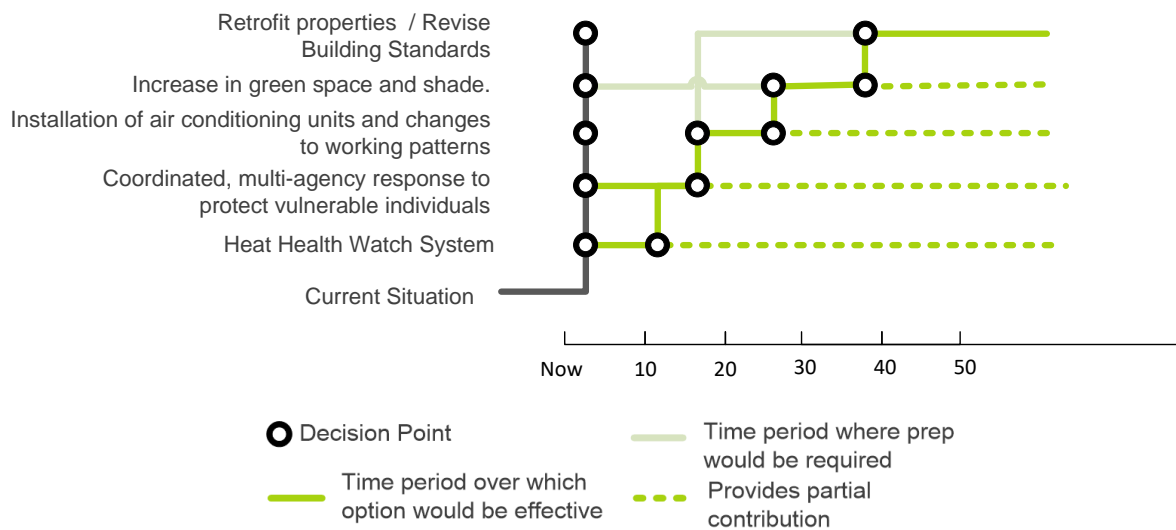 Retrofit properties / Revise
Building Standards
Increase in green space and shade.
Installation of air conditioning units and changes
to working patterns
Coordinated, multi-agency response to
protect vulnerable individuals
Heat Health Watch System
Current Situation
Now 10 20 30 40 50
Decision Point
Time period where prep
would be required
Time period over which
option would be effective
Provides partial
contribution